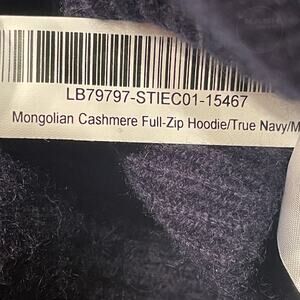 LB79797-STIEC01-15467
Mongolian Cashmere Full-Zip Hoodie/True Navy/M